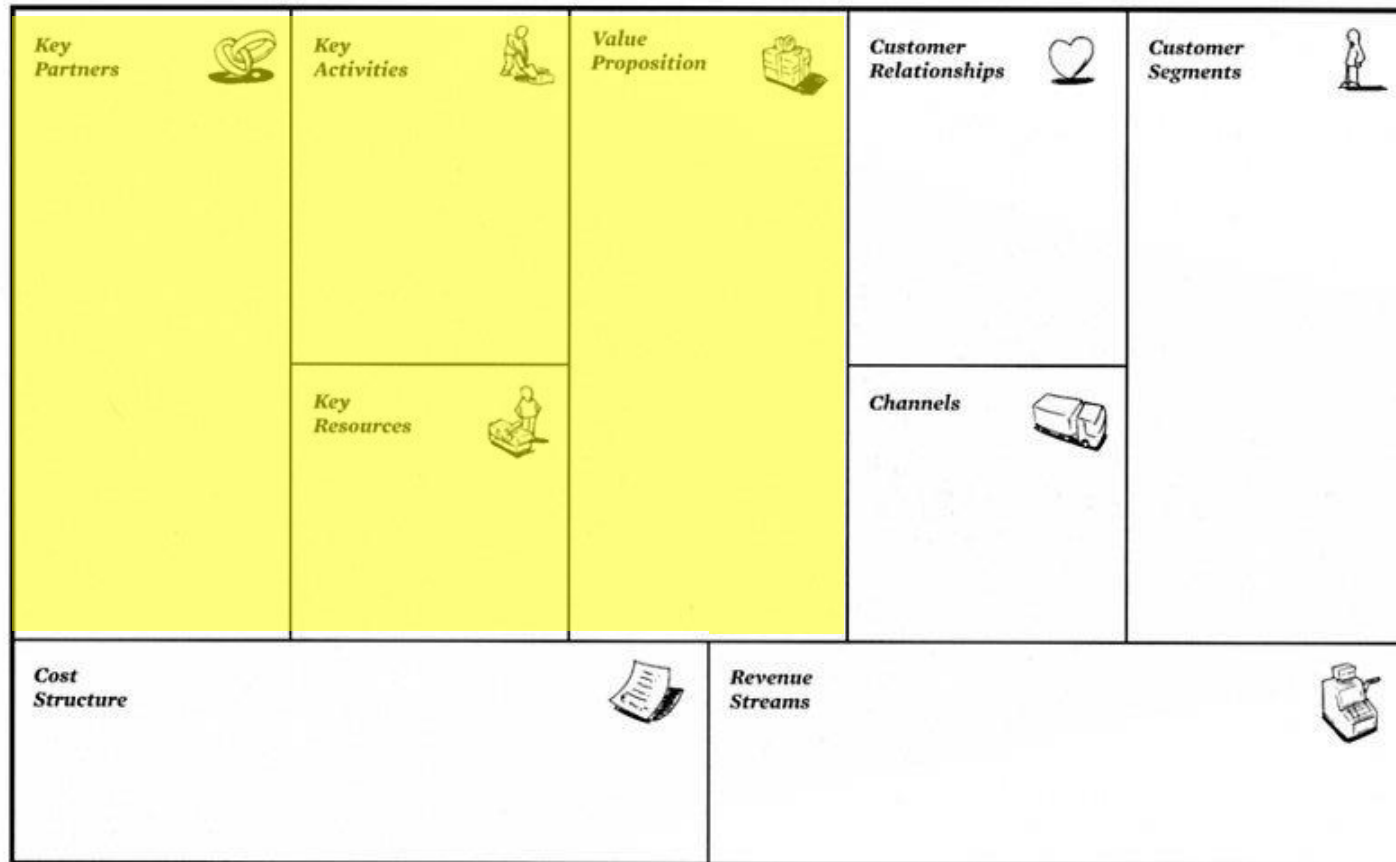 Key
Partners
Key
Activities
Value
Proposition
Customer
Relationships
Customer
Segments
Key
Resources
Channels
Cost
Structure
Revenue
Streams